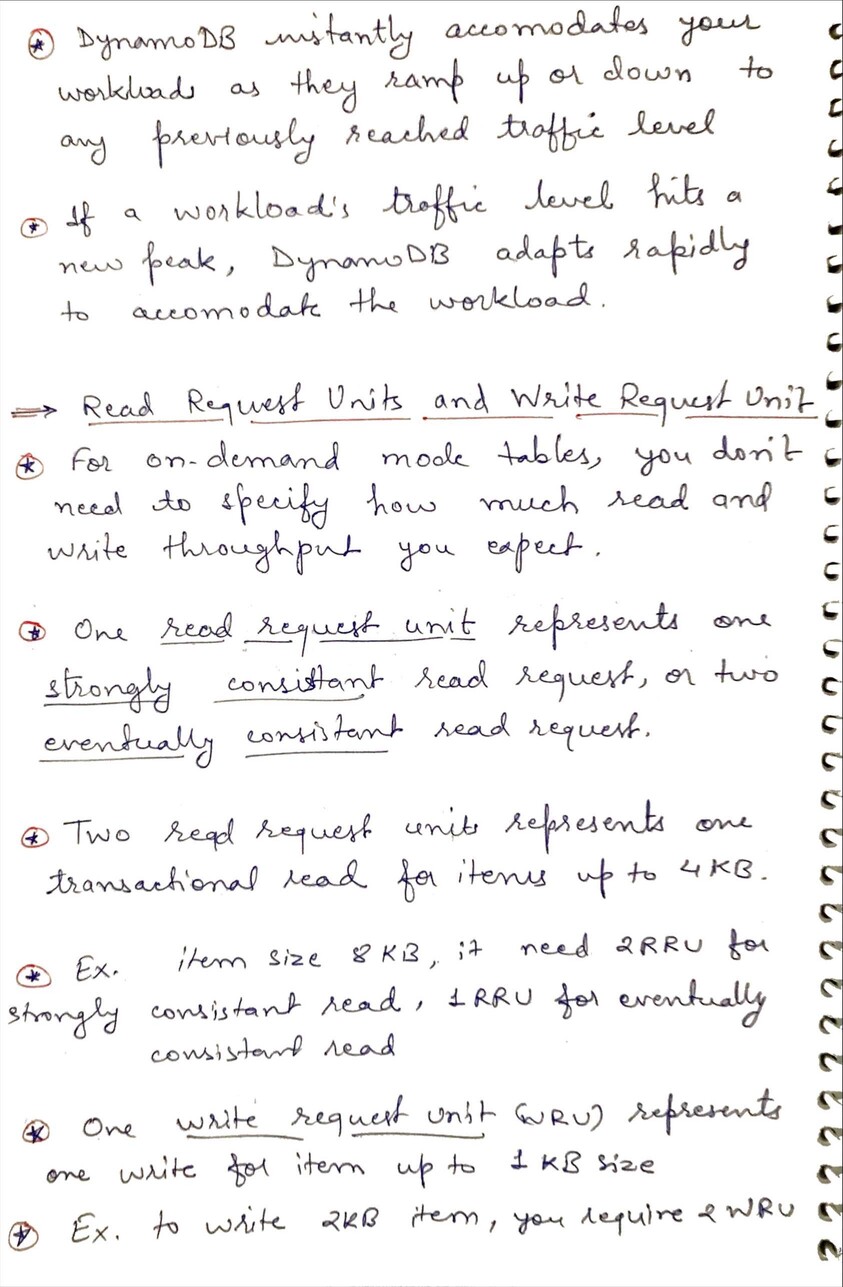 DynamoDB instantly accomodates your
workloads as they ramp up or down to
any previously reached traffic level
If a workload's traffic level hits a
new peak, DynamoDB adapts rapidly
to accomodate the workload.
⇒ Read Request Units and Write Request Unit
For on-demand mode tables, you don't
need to specify how much read and
write throughput you expect.
One read request unit represents one
strongly consistant read request, or two
eventually consistant read request.
Two read request units represents one
transactional read for items up to 4KB.
Ex. item size 8KB, it need 2RRU for
strongly consistant read, 1RRU for eventually
consistant read
One write request unit (WRU) represents
one write for item up to 1KB size
Ex. to write 2KB item, you require 2 WRU